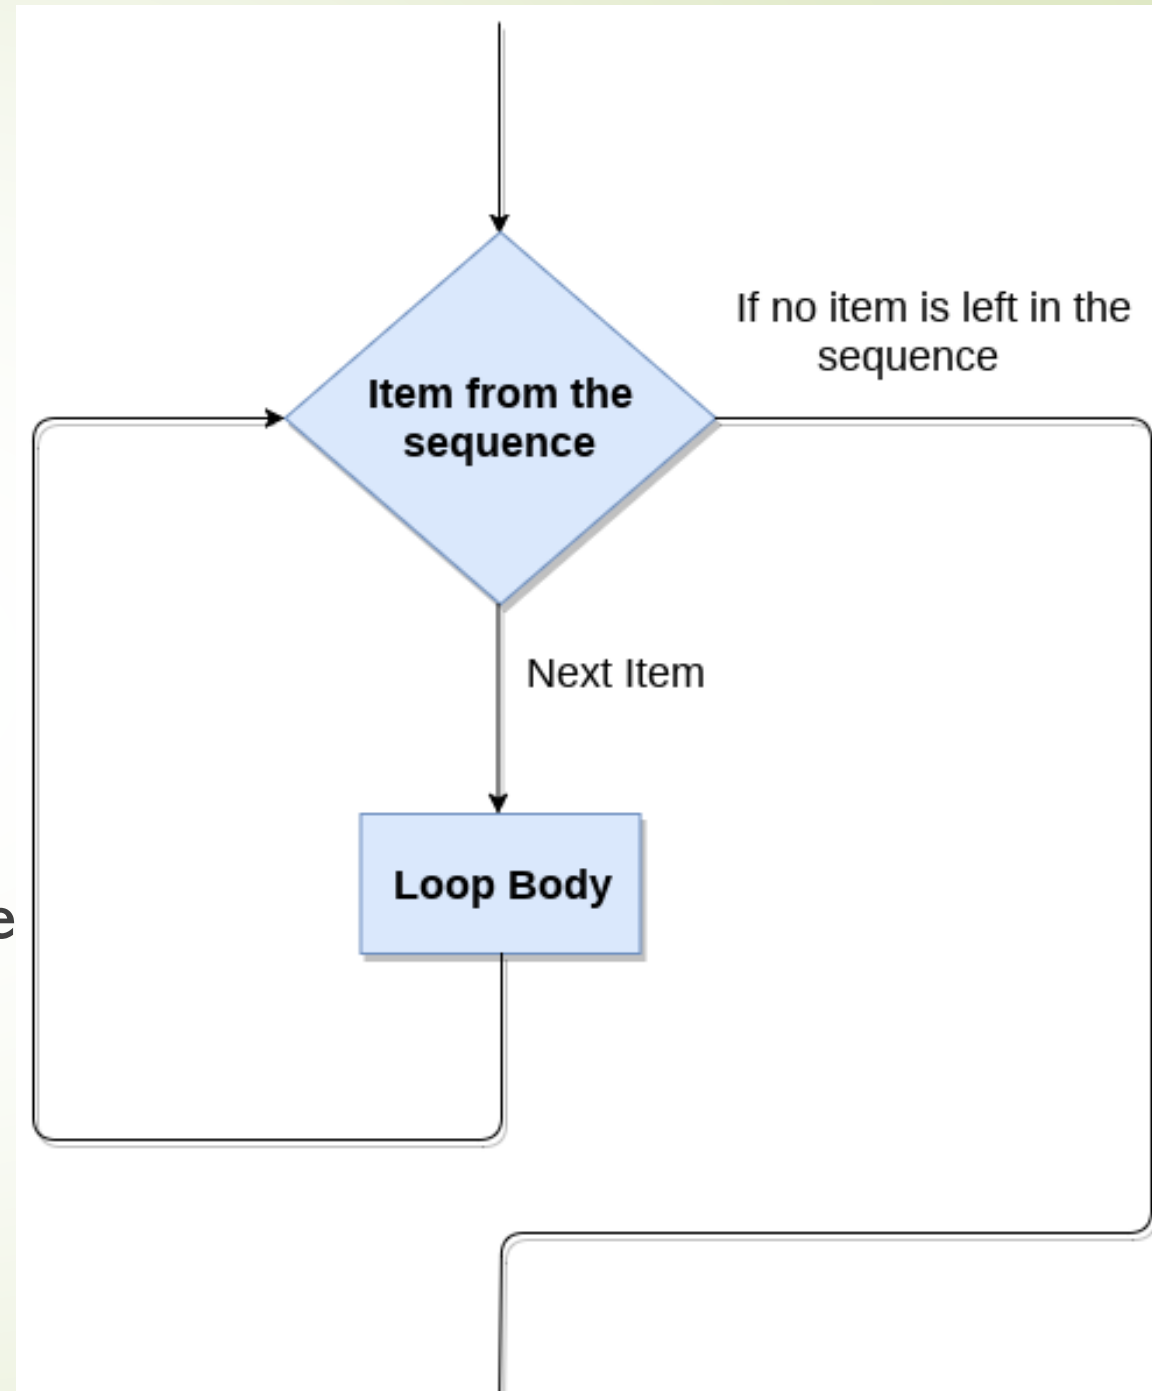 If no item is left in the
sequence
Item from the
sequence
Next Item
Loop Body
e